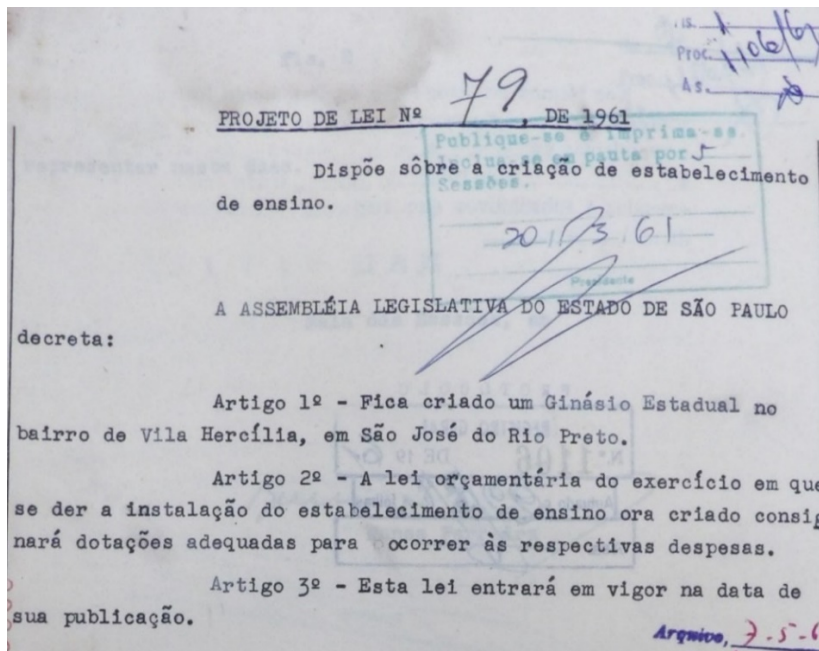 Proc. 1106/61
As.
PROJETO DE LEI Nº 79, DE 1961
Publique-se e imprima-se.
Inclua-se em pauta por 5
Sessões.
Dispõe sôbre a criação de estabelecimento
de ensino.
20/3/61
Presidente
A ASSEMBLÉIA LEGISLATIVA DO ESTADO DE SÃO PAULO
decreta:
Artigo 1º - Fica criado um Ginásio Estadual no
bairro de Vila Hercília, em São José do Rio Preto.
Artigo 2º - A lei orçamentária do exercício em que
se der a instalação do estabelecimento de ensino ora criado consig
nará dotações adequadas para ocorrer às respectivas despesas.
Artigo 3º - Esta lei entrará em vigor na data de
sua publicação.
Arquivo, 7.5.6